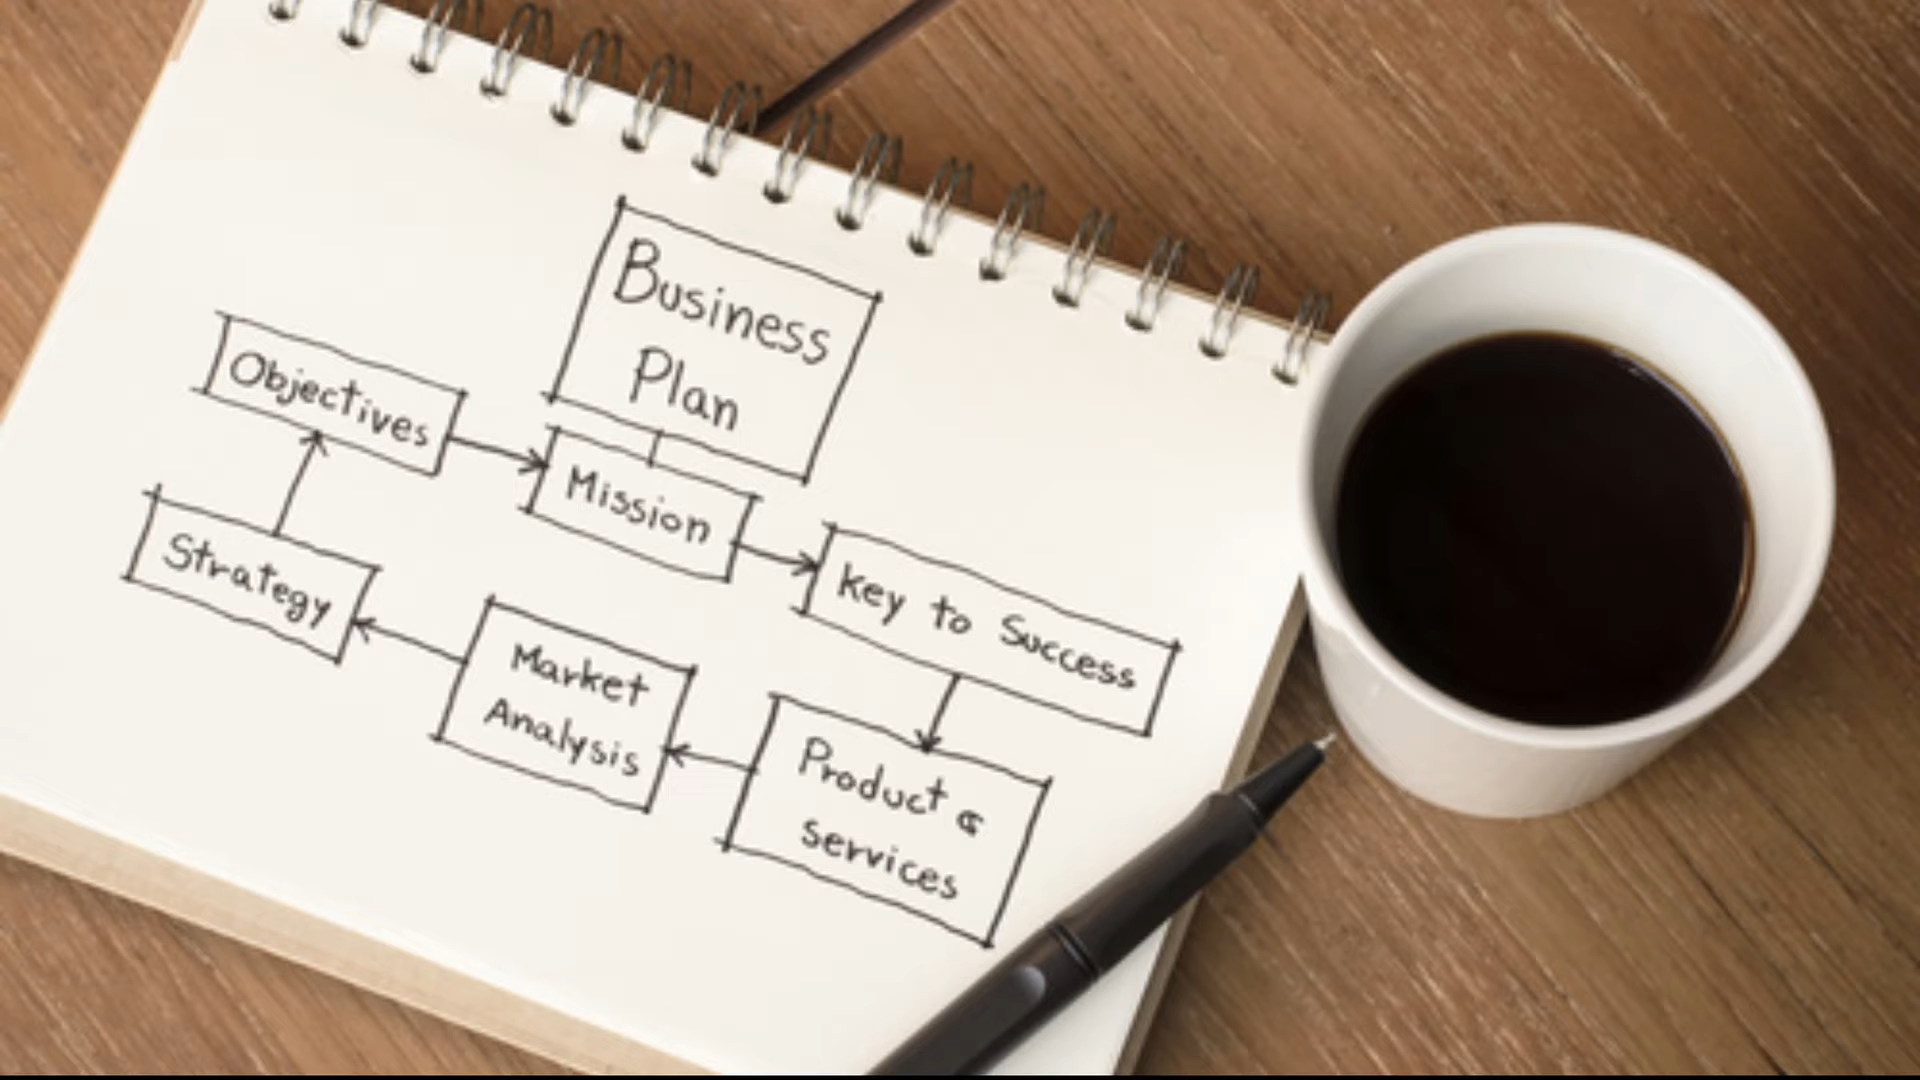 Business
Plan
Objectives
Mission
Key to Success
Strategy
Market
Analysis
Product &
services